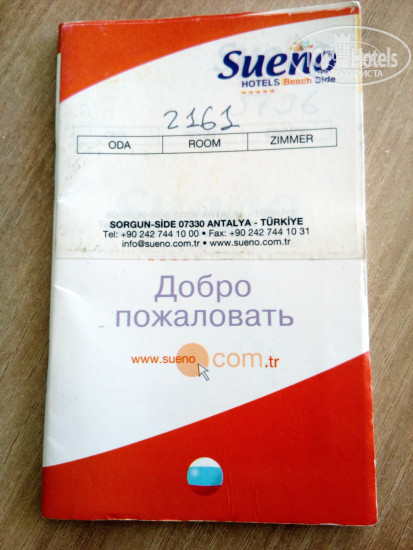 Sueno
HOTELS Beach Side
2161
ODA ROOM ZIMMER
SORGUN-SİDE 07330 ANTALYA - TÜRKİYE
Tel: +90 242 744 10 00 • Fax: +90 242 744 10 31
info@sueno.com.tr • www.sueno.com.tr
Добро
пожаловать
www.sueno.com.tr